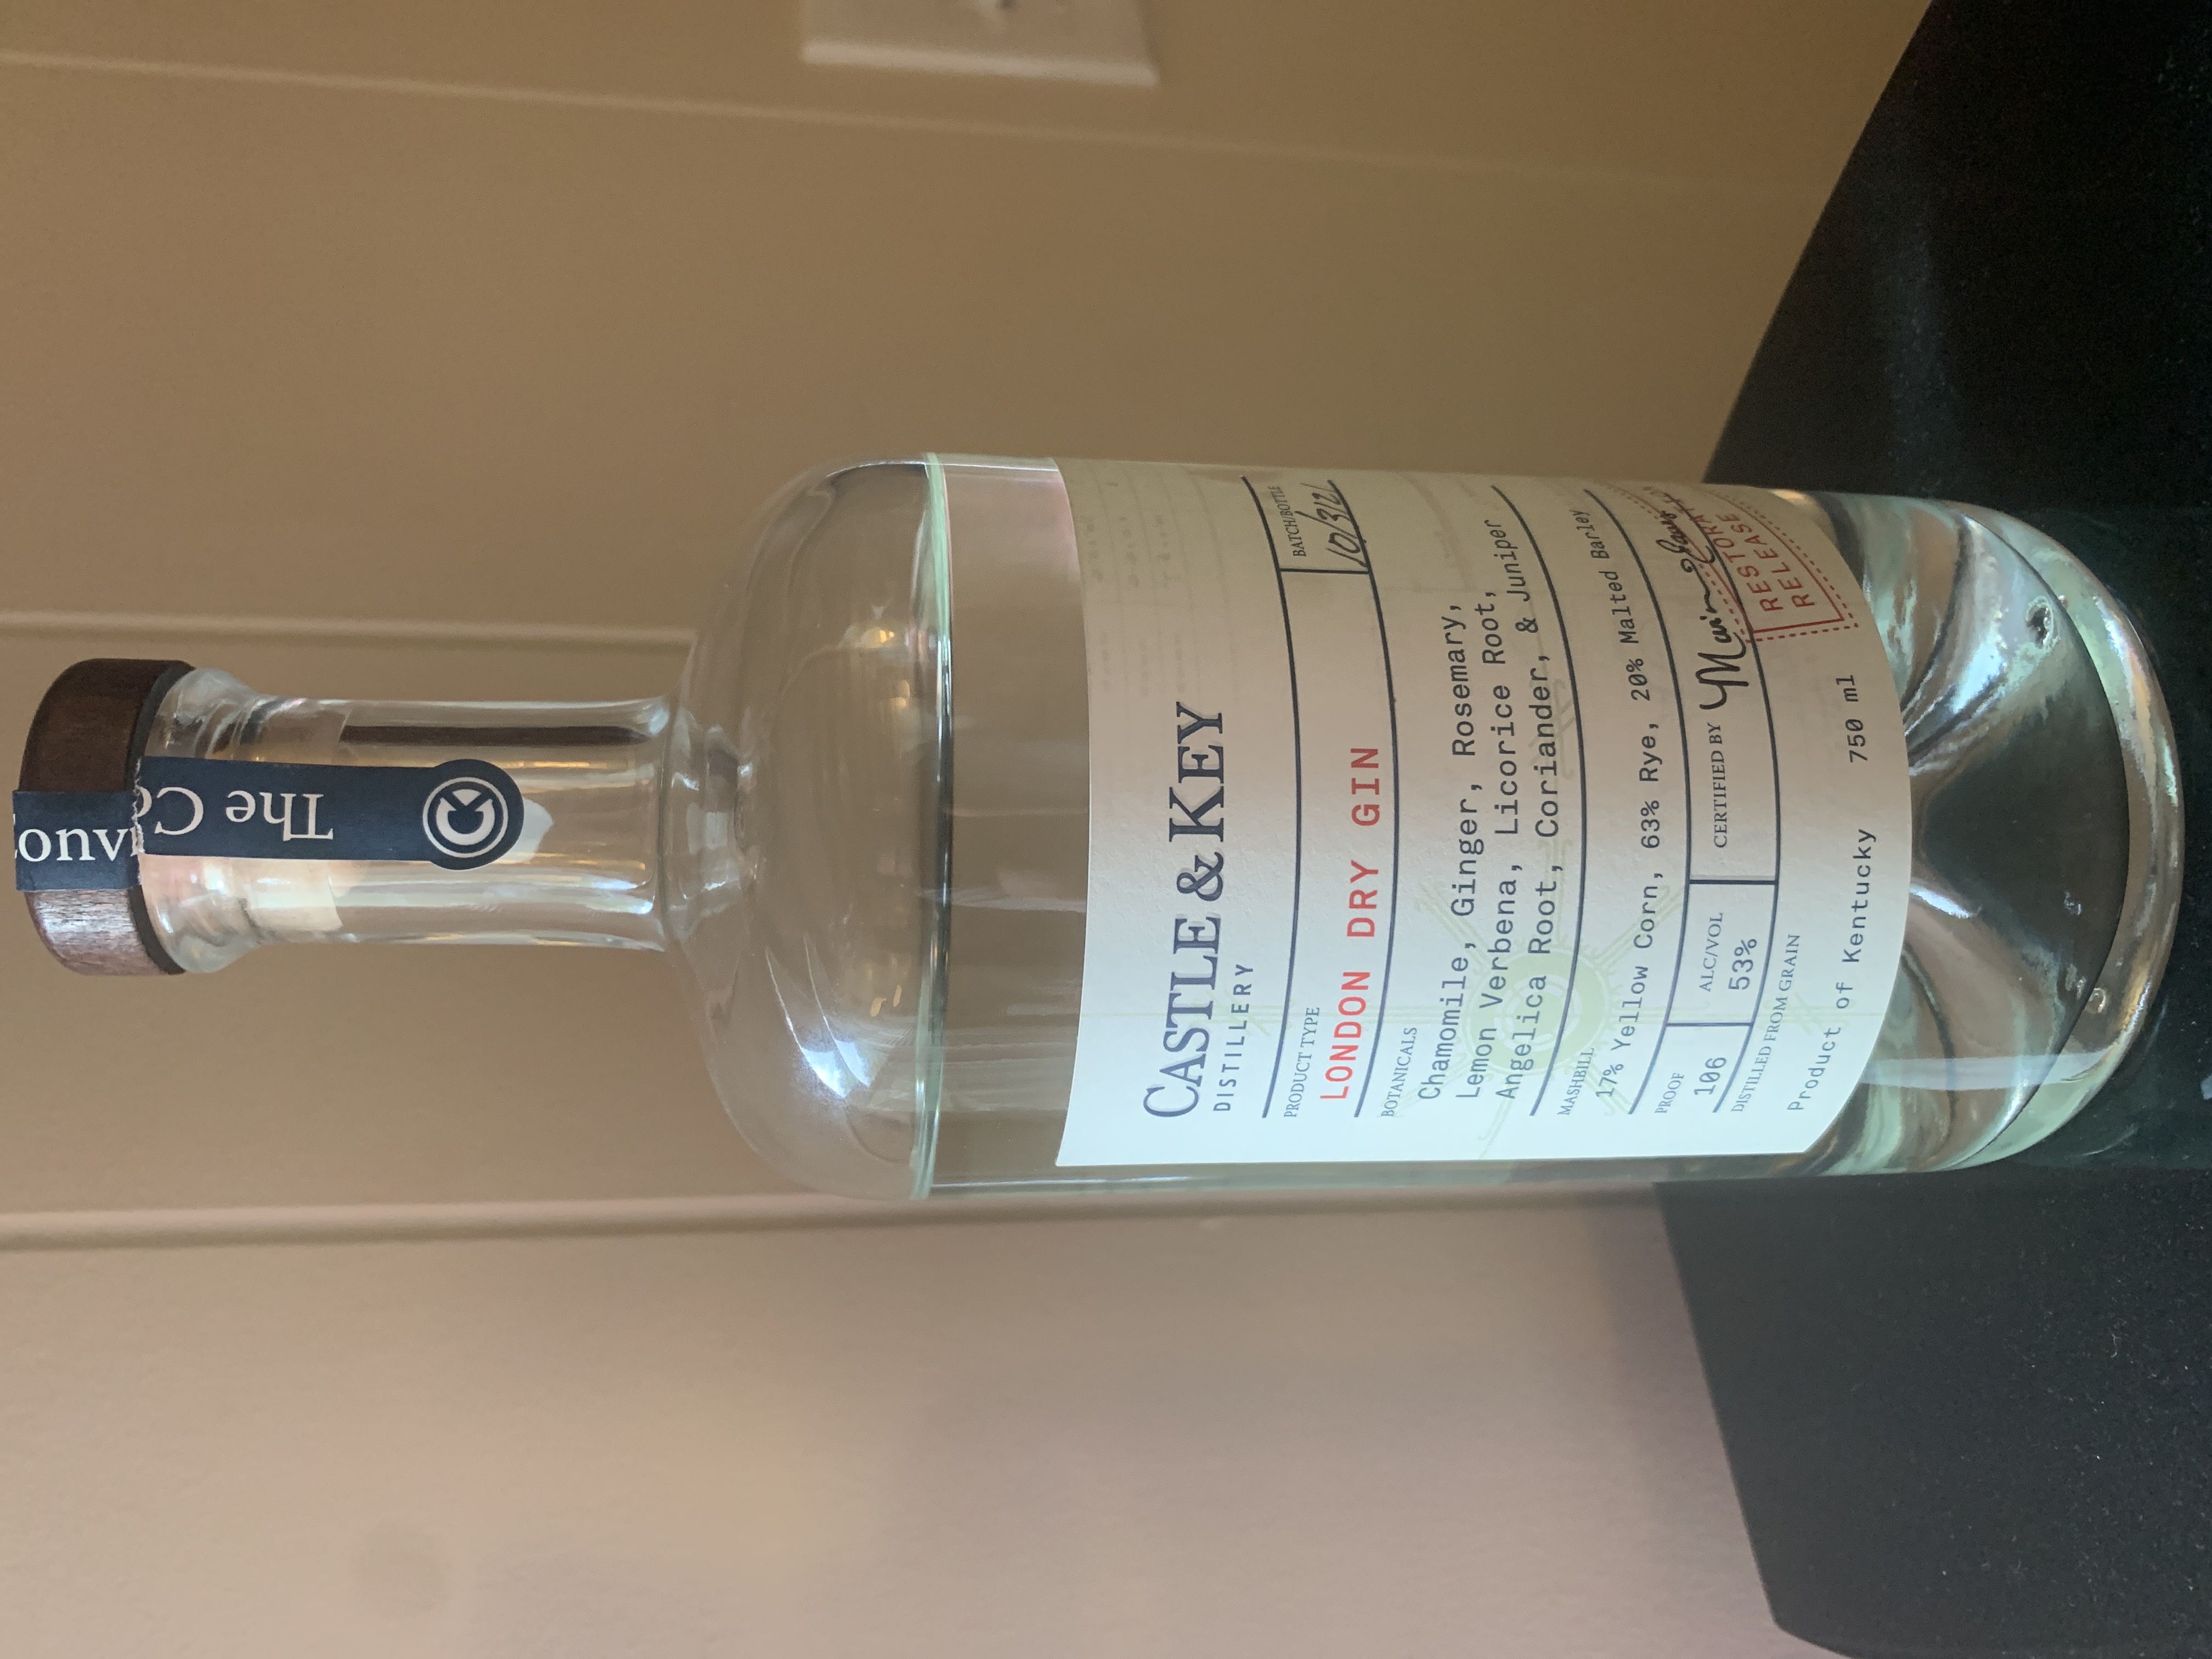 The Co
onv
CASTLE & KEY
DISTILLERY
PRODUCT TYPE
LONDON DRY GIN
BATCH/BOTTLE
BOTANICALS
Chamomile, Ginger, Rosemary,
Lemon Verbena, Licorice Root,
Angelica Root, Coriander, & Juniper
MASHBILL
17% Yellow Corn, 63% Rye, 20% Malted Barley
PROOF
106
ALC/VOL
53%
CERTIFIED BY
RESTORATION
RELEASE
DISTILLED FROM GRAIN
Product of Kentucky 750 ml